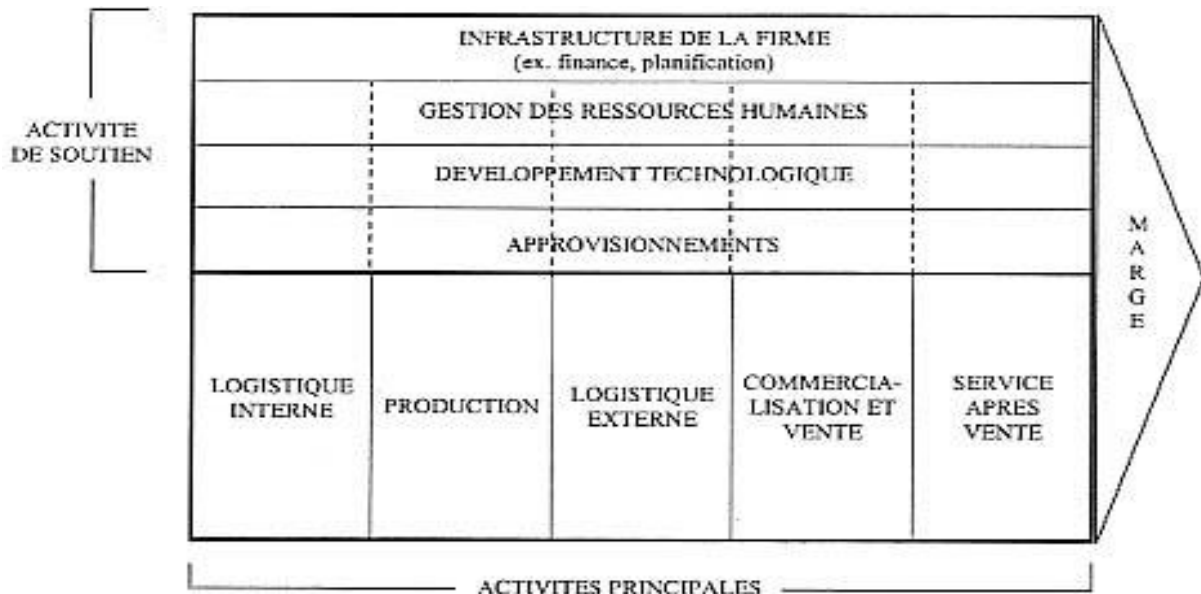 INFRASTRUCTURE DE LA FIRME
(ex. finance, planification)
GESTION DES RESSOURCES HUMAINES
ACTIVITE
DE SOUTIEN
DEVELOPPEMENT TECHNOLOGIQUE
APPROVISIONNEMENTS
MARGE
LOGISTIQUE
INTERNE
PRODUCTION
LOGISTIQUE
EXTERNE
COMMERCIA-
LISATION ET
VENTE
SERVICE
APRES
VENTE
ACTIVITES PRINCIPALES